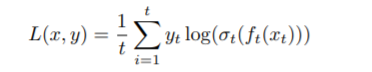 L(x, y) = \frac{1}{t} \sum_{i=1}^{t} y_t \log(\sigma_t(f_t(x_t)))